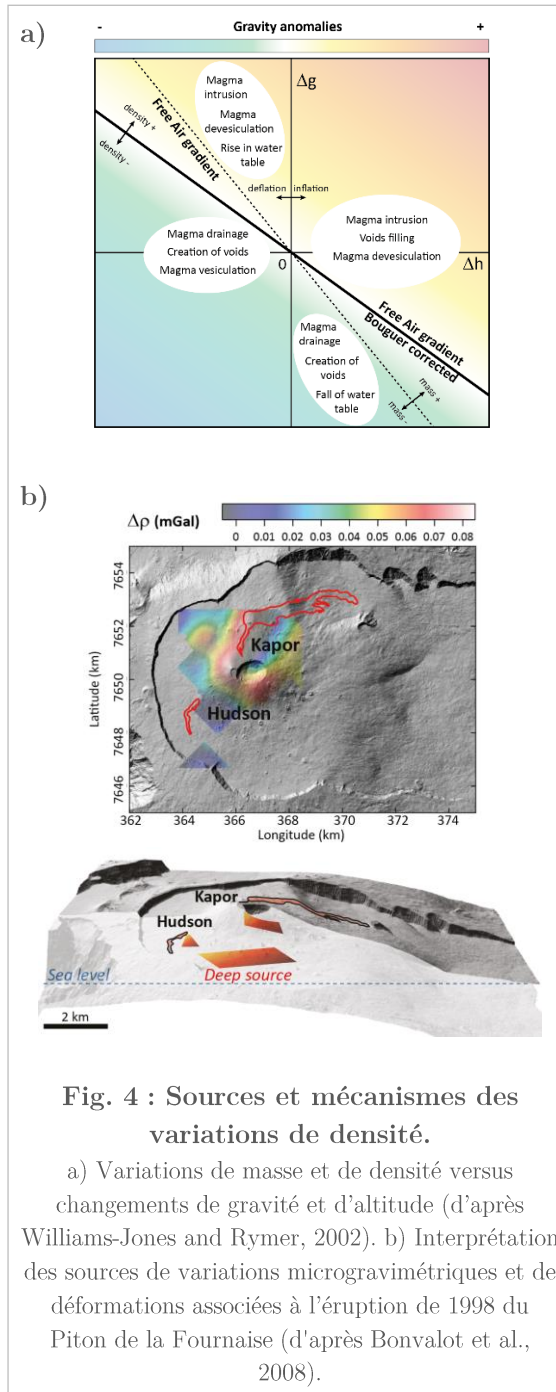 a)
- Gravity anomalies +
Δg
Magma
intrusion
Magma
devesiculation
Rise in water
table
Free Air gradient
density +
density -
deflation inflation
Magma drainage
Creation of voids
Magma vesiculation
Magma intrusion
Voids filling
Magma devesiculation
0
Δh
Magma
drainage
Creation of
voids
Fall of water
table
Free Air gradient
Bouguer corrected
mass +
mass -
b)
Δρ (mGal)
0 0.01 0.02 0.03 0.04 0.05 0.06 0.07 0.08
Latitude (km)
7654
7652
7650
7648
7646
Kapor
Hudson
362 364 366 368 370 372 374
Longitude (km)
Kapor
Hudson
Sea level
Deep source
2 km
Fig. 4 : Sources et mécanismes des
variations de densité.
a) Variations de masse et de densité versus
changements de gravité et d'altitude (d'après
Williams-Jones and Rymer, 2002). b) Interprétation
des sources de variations microgravimétriques et de
déformations associées à l'éruption de 1998 du
Piton de la Fournaise (d'après Bonvalot et al.,
2008).